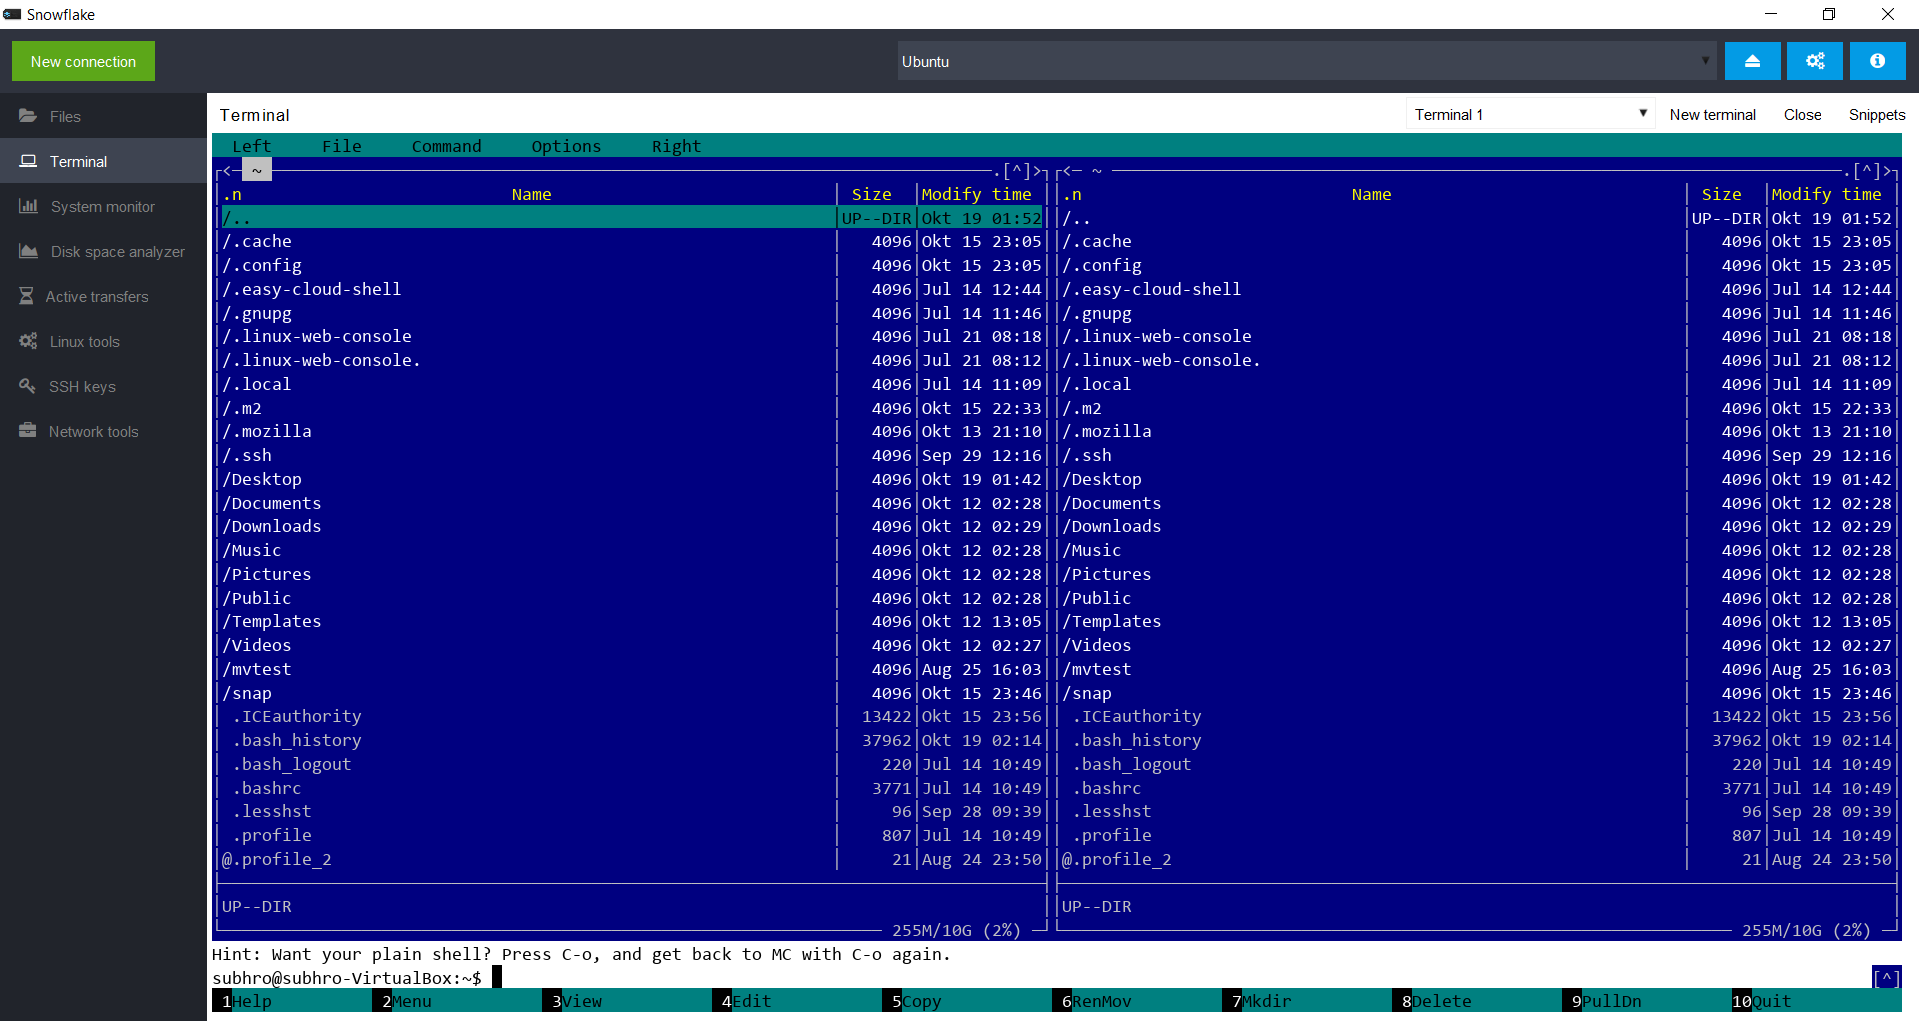 Snowflake
New connection
Ubuntu
Files
Terminal
System monitor
Disk space analyzer
Active transfers
Linux tools
SSH keys
Network tools
Terminal
Terminal 1
New terminal Close Snippets
Left File Command Options Right
<─ ~ .[^]> <─ ~ .[^]>
.n Name Size Modify time .n Name Size Modify time
/.. UP--DIR Okt 19 01:52 /.. UP--DIR Okt 19 01:52
/.cache 4096 Okt 15 23:05 /.cache 4096 Okt 15 23:05
/.config 4096 Okt 15 23:05 /.config 4096 Okt 15 23:05
/.easy-cloud-shell 4096 Jul 14 12:44 /.easy-cloud-shell 4096 Jul 14 12:44
/.gnupg 4096 Jul 14 11:46 /.gnupg 4096 Jul 14 11:46
/.linux-web-console 4096 Jul 21 08:18 /.linux-web-console 4096 Jul 21 08:18
/.linux-web-console. 4096 Jul 21 08:12 /.linux-web-console. 4096 Jul 21 08:12
/.local 4096 Jul 14 11:09 /.local 4096 Jul 14 11:09
/.m2 4096 Okt 15 22:33 /.m2 4096 Okt 15 22:33
/.mozilla 4096 Okt 13 21:10 /.mozilla 4096 Okt 13 21:10
/.ssh 4096 Sep 29 12:16 /.ssh 4096 Sep 29 12:16
/Desktop 4096 Okt 19 01:42 /Desktop 4096 Okt 19 01:42
/Documents 4096 Okt 12 02:28 /Documents 4096 Okt 12 02:28
/Downloads 4096 Okt 12 02:29 /Downloads 4096 Okt 12 02:29
/Music 4096 Okt 12 02:28 /Music 4096 Okt 12 02:28
/Pictures 4096 Okt 12 02:28 /Pictures 4096 Okt 12 02:28
/Public 4096 Okt 12 02:28 /Public 4096 Okt 12 02:28
/Templates 4096 Okt 12 13:05 /Templates 4096 Okt 12 13:05
/Videos 4096 Okt 12 02:27 /Videos 4096 Okt 12 02:27
/mvtest 4096 Aug 25 16:03 /mvtest 4096 Aug 25 16:03
/snap 4096 Okt 15 23:46 /snap 4096 Okt 15 23:46
.ICEauthority 13422 Okt 15 23:56 .ICEauthority 13422 Okt 15 23:56
.bash_history 37962 Okt 19 02:14 .bash_history 37962 Okt 19 02:14
.bash_logout 220 Jul 14 10:49 .bash_logout 220 Jul 14 10:49
.bashrc 3771 Jul 14 10:49 .bashrc 3771 Jul 14 10:49
.lesshst 96 Sep 28 09:39 .lesshst 96 Sep 28 09:39
.profile 807 Jul 14 10:49 .profile 807 Jul 14 10:49
@.profile_2 21 Aug 24 23:50 @.profile_2 21 Aug 24 23:50
UP--DIR UP--DIR
255M/10G (2%) 255M/10G (2%)
Hint: Want your plain shell? Press C-o, and get back to MC with C-o again.
subhro@subhro-VirtualBox:~$ [^]
1Help 2Menu 3View 4Edit 5Copy 6RenMov 7Mkdir 8Delete 9PullDn 10Quit